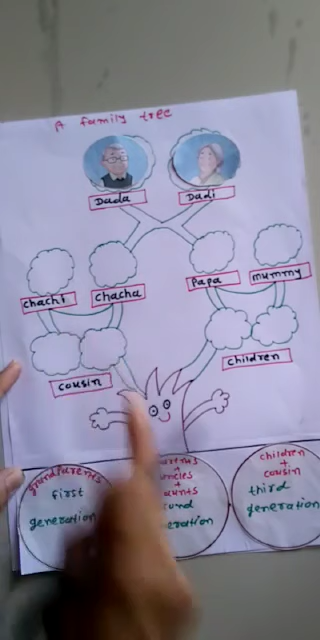 A family tree
Dada
Dadi
chachi
chacha
Papa
mummy
cousin
children
grandparents
first
generation
+
uncles
+
aunts
children
+
cousin
third
generation